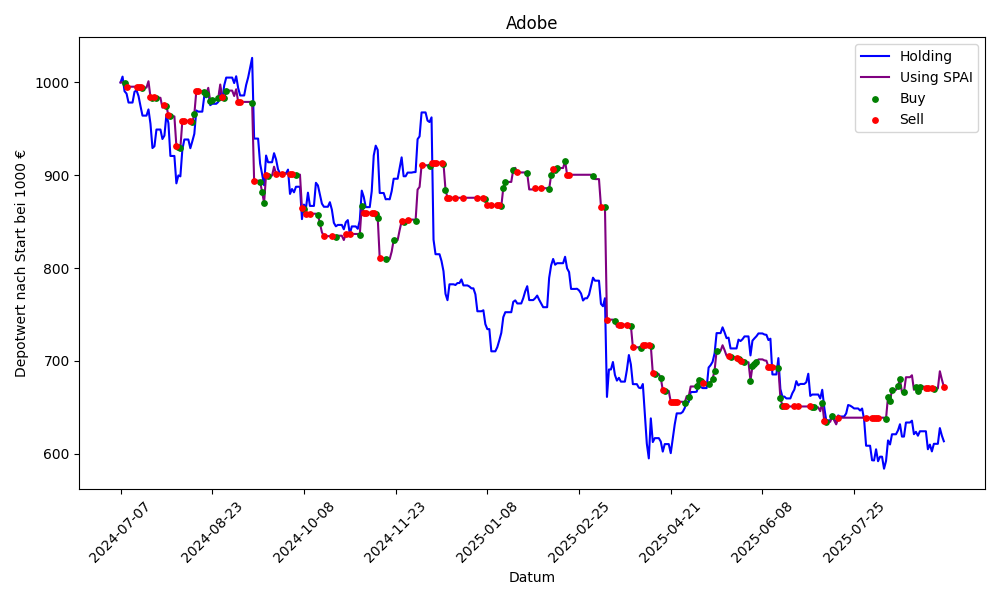 Adobe
Holding
Using SPAI
Buy
Sell
Depotwert nach Start bei 1000 €
1000
900
800
700
600
2024-07-07
2024-08-23
2024-10-08
2024-11-23
2025-01-08
2025-02-25
2025-04-21
2025-06-08
2025-07-25
Datum